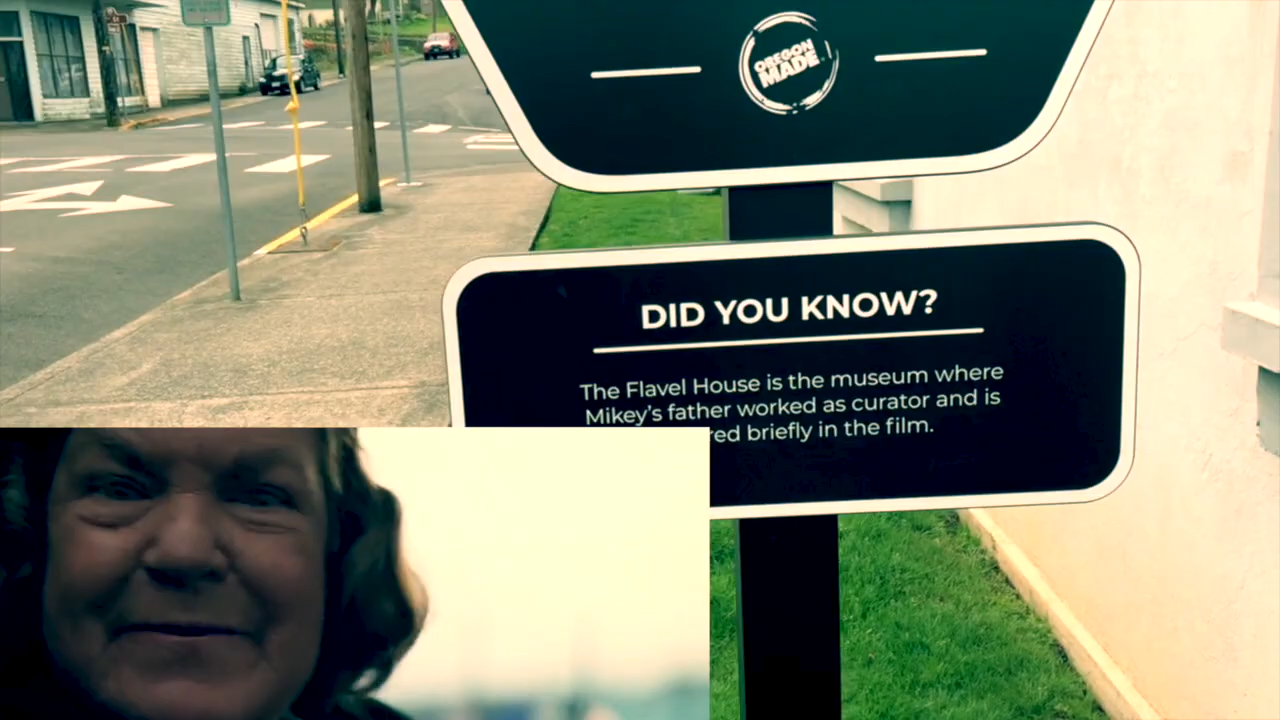 OREGON
MADE
DID YOU KNOW?
The Flavel House is the museum where
Mikey's father worked as curator and is
briefly in the film.